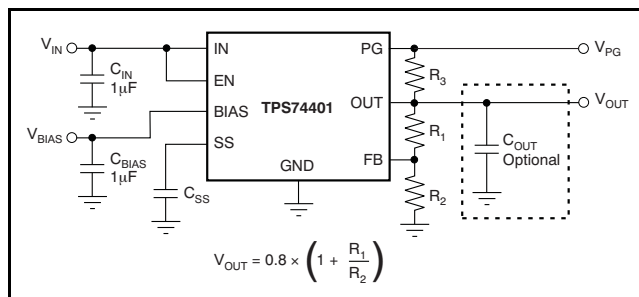 V_IN
IN
PG
V_PG
C_IN
1μF
EN
R_3
BIAS
TPS74401
OUT
V_OUT
V_BIAS
SS
R_1
C_OUT
Optional
C_BIAS
1μF
GND
FB
C_SS
R_2
V_OUT = 0.8 × (1 + R_1/R_2)